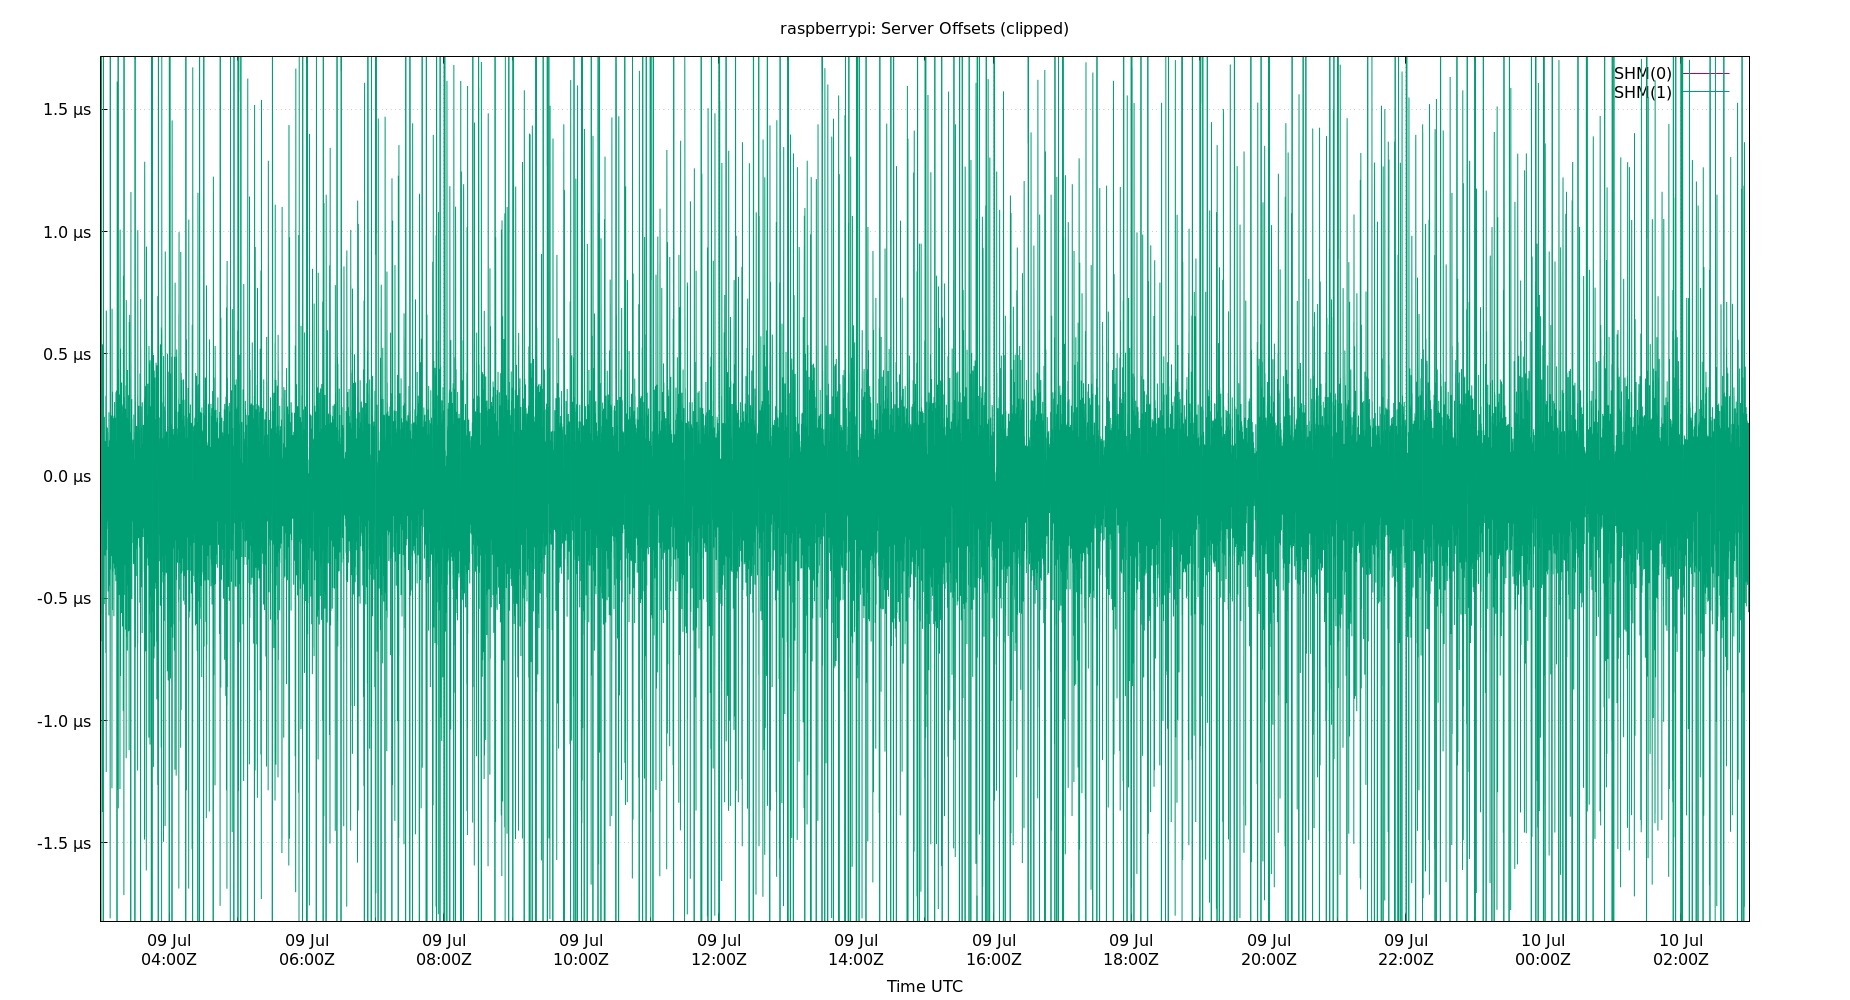 raspberrypi: Server Offsets (clipped)
SHM(0)
SHM(1)
1.5 µs
1.0 µs
0.5 µs
0.0 µs
-0.5 µs
-1.0 µs
-1.5 µs
09 Jul 09 Jul 09 Jul 09 Jul 09 Jul 09 Jul 09 Jul 09 Jul 09 Jul 09 Jul 10 Jul 10 Jul
04:00Z 06:00Z 08:00Z 10:00Z 12:00Z 14:00Z 16:00Z 18:00Z 20:00Z 22:00Z 00:00Z 02:00Z
Time UTC